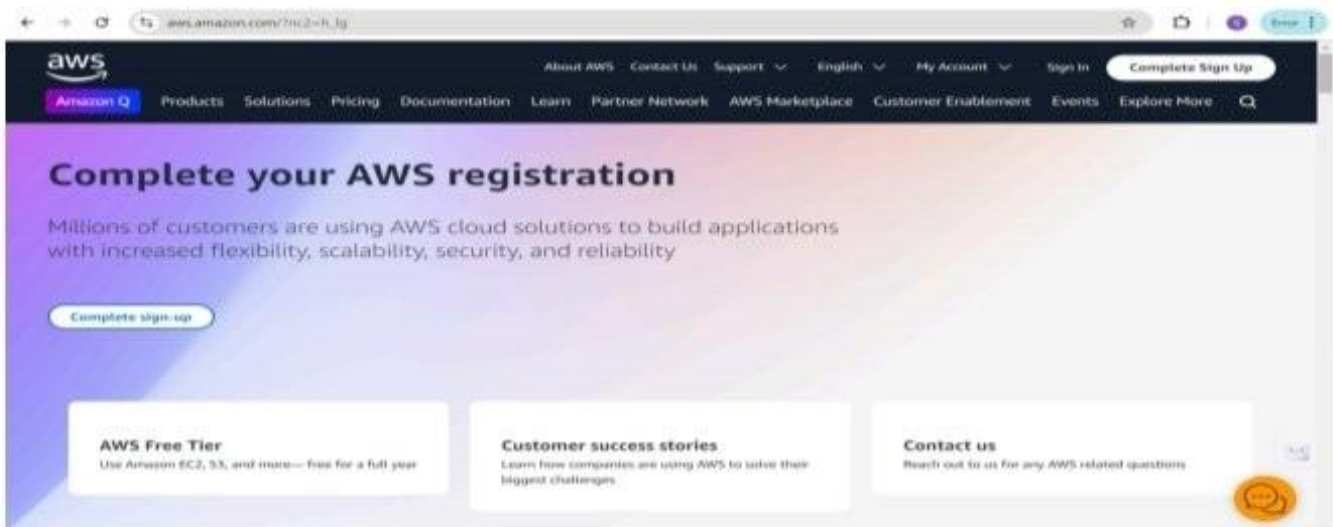 aws.amazon.com/?nc2=h_lg
Error
aws
About AWS Contact Us Support English My Account Sign In Complete Sign Up
Amazon Q Products Solutions Pricing Documentation Learn Partner Network AWS Marketplace Customer Enablement Events Explore More
Complete your AWS registration
Millions of customers are using AWS cloud solutions to build applications
with increased flexibility, scalability, security, and reliability
Complete sign-up
AWS Free Tier
Use Amazon EC2, S3, and more— free for a full year
Customer success stories
Learn how companies are using AWS to solve their
biggest challenges
Contact us
Reach out to us for any AWS related questions